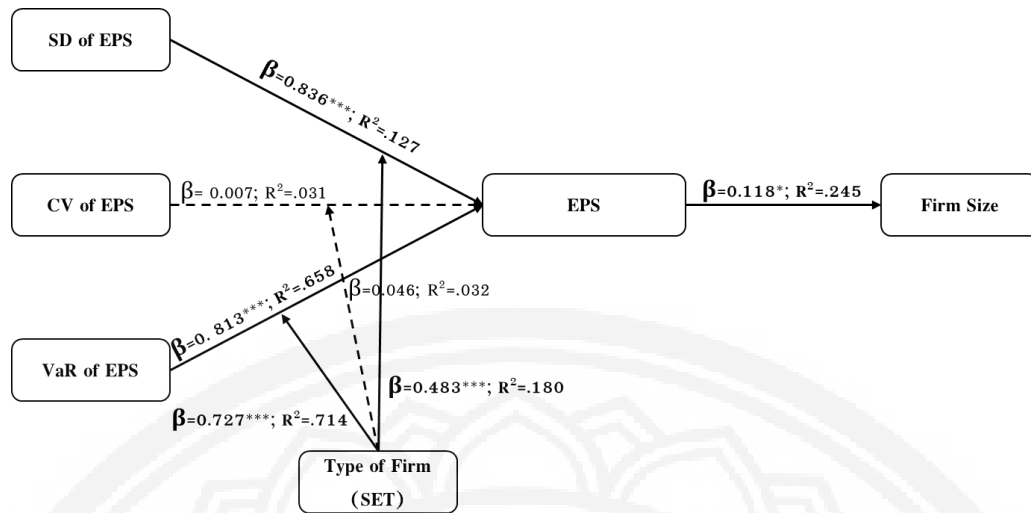 SD of EPS
β=0.836***; R²=.127
CV of EPS
β= 0.007; R²=.031
EPS
β=0.118*; R²=.245
Firm Size
β=0. 813***; R²=.658
β=0.046; R²=.032
VaR of EPS
β=0.483***; R²=.180
β=0.727***; R²=.714
Type of Firm
(SET)